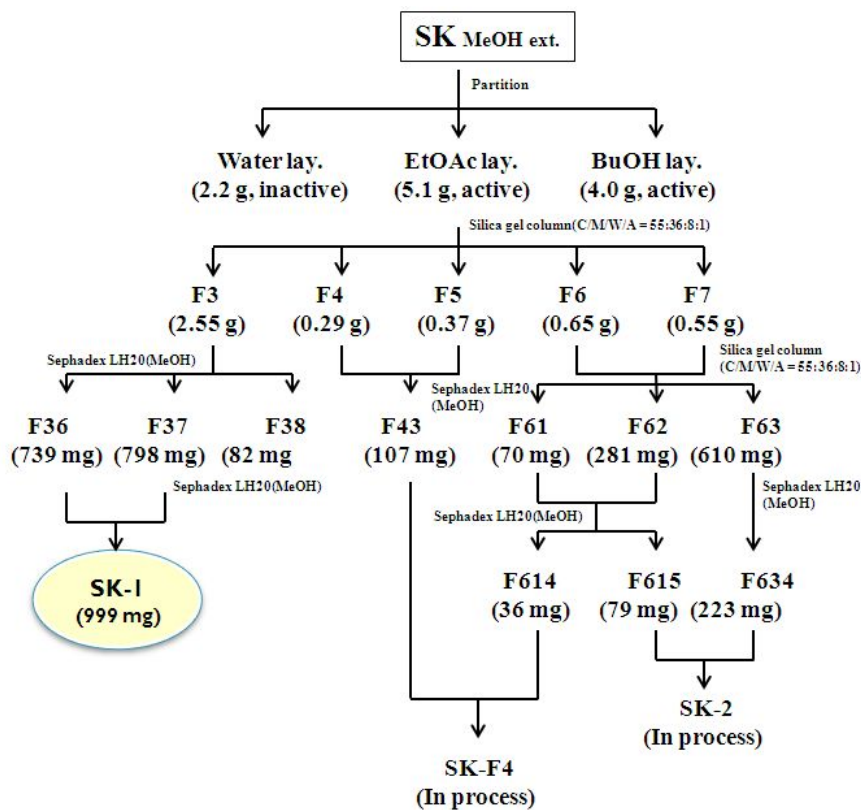 SK MeOH ext.
Partition
Water lay. EtOAc lay. BuOH lay.
(2.2 g, inactive) (5.1 g, active) (4.0 g, active)
Silica gel column(C/M/W/A = 55:36:8:1)
F3 F4 F5 F6 F7
(2.55 g) (0.29 g) (0.37 g) (0.65 g) (0.55 g)
Sephadex LH20(MeOH)
Silica gel column
(C/M/W/A = 55:36:8:1)
Sephadex LH20
(MeOH)
F36 F37 F38 F43 F61 F62 F63
(739 mg) (798 mg) (82 mg (107 mg) (70 mg) (281 mg) (610 mg)
Sephadex LH20(MeOH)
Sephadex LH20
(MeOH)
Sephadex LH20(MeOH)
F614 F615 F634
(36 mg) (79 mg) (223 mg)
SK-1
(999 mg)
SK-2
(In process)
SK-F4
(In process)